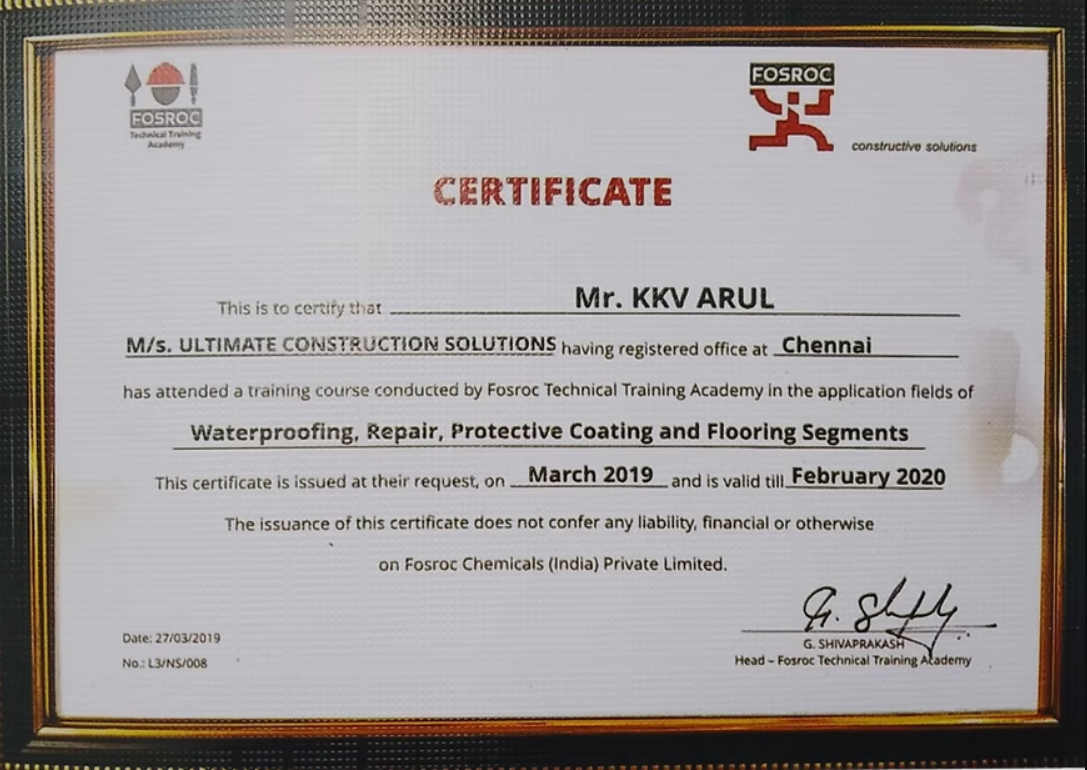 FOSROC
Technical Training
Academy
FOSROC
constructive solutions
CERTIFICATE
This is to certify that Mr. KKV ARUL
M/s. ULTIMATE CONSTRUCTION SOLUTIONS having registered office at Chennai
has attended a training course conducted by Fosroc Technical Training Academy in the application fields of
Waterproofing, Repair, Protective Coating and Flooring Segments
This certificate is issued at their request, on March 2019 and is valid till February 2020
The issuance of this certificate does not confer any liability, financial or otherwise
on Fosroc Chemicals (India) Private Limited.
Date: 27/03/2019
No.: L3/NS/008
G. SHIVAPRAKASH
Head – Fosroc Technical Training Academy